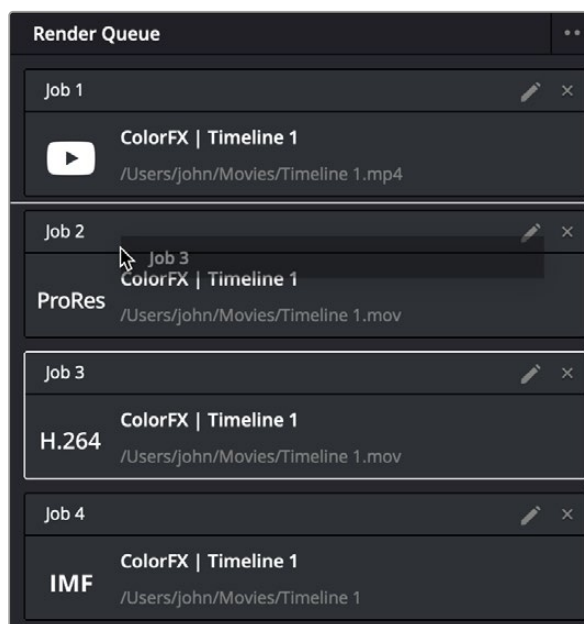 Render Queue
Job 1
ColorFX | Timeline 1
/Users/john/Movies/Timeline 1.mp4
Job 2
Job 3
ProRes
ColorFX | Timeline 1
/Users/john/Movies/Timeline 1.mov
Job 3
H.264
ColorFX | Timeline 1
/Users/john/Movies/Timeline 1.mov
Job 4
IMF
ColorFX | Timeline 1
/Users/john/Movies/Timeline 1